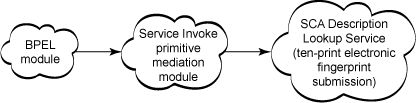 BPEL
module
Service Invoke
primitive
mediation
module
SCA Description
Lookup Service
(ten-print electronic
fingerprint
submission)